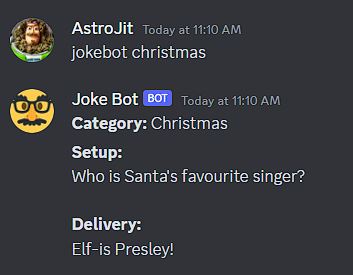 AstroJit Today at 11:10 AM
jokebot christmas
Joke Bot BOT Today at 11:10 AM
Category: Christmas
Setup:
Who is Santa's favourite singer?
Delivery:
Elf-is Presley!